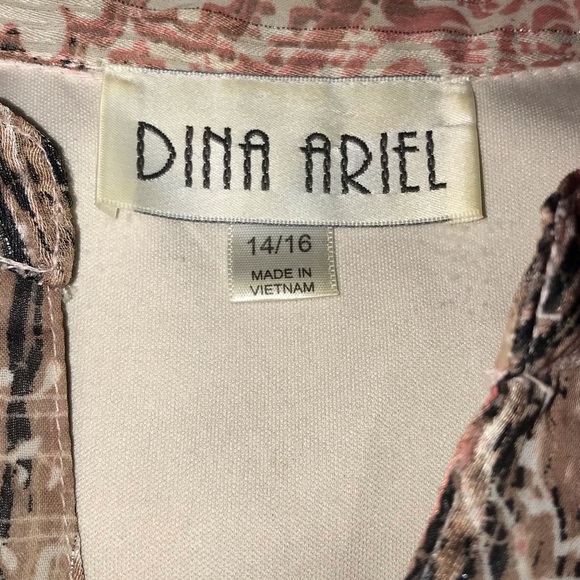 DINA ARIEL
14/16
MADE IN
VIETNAM